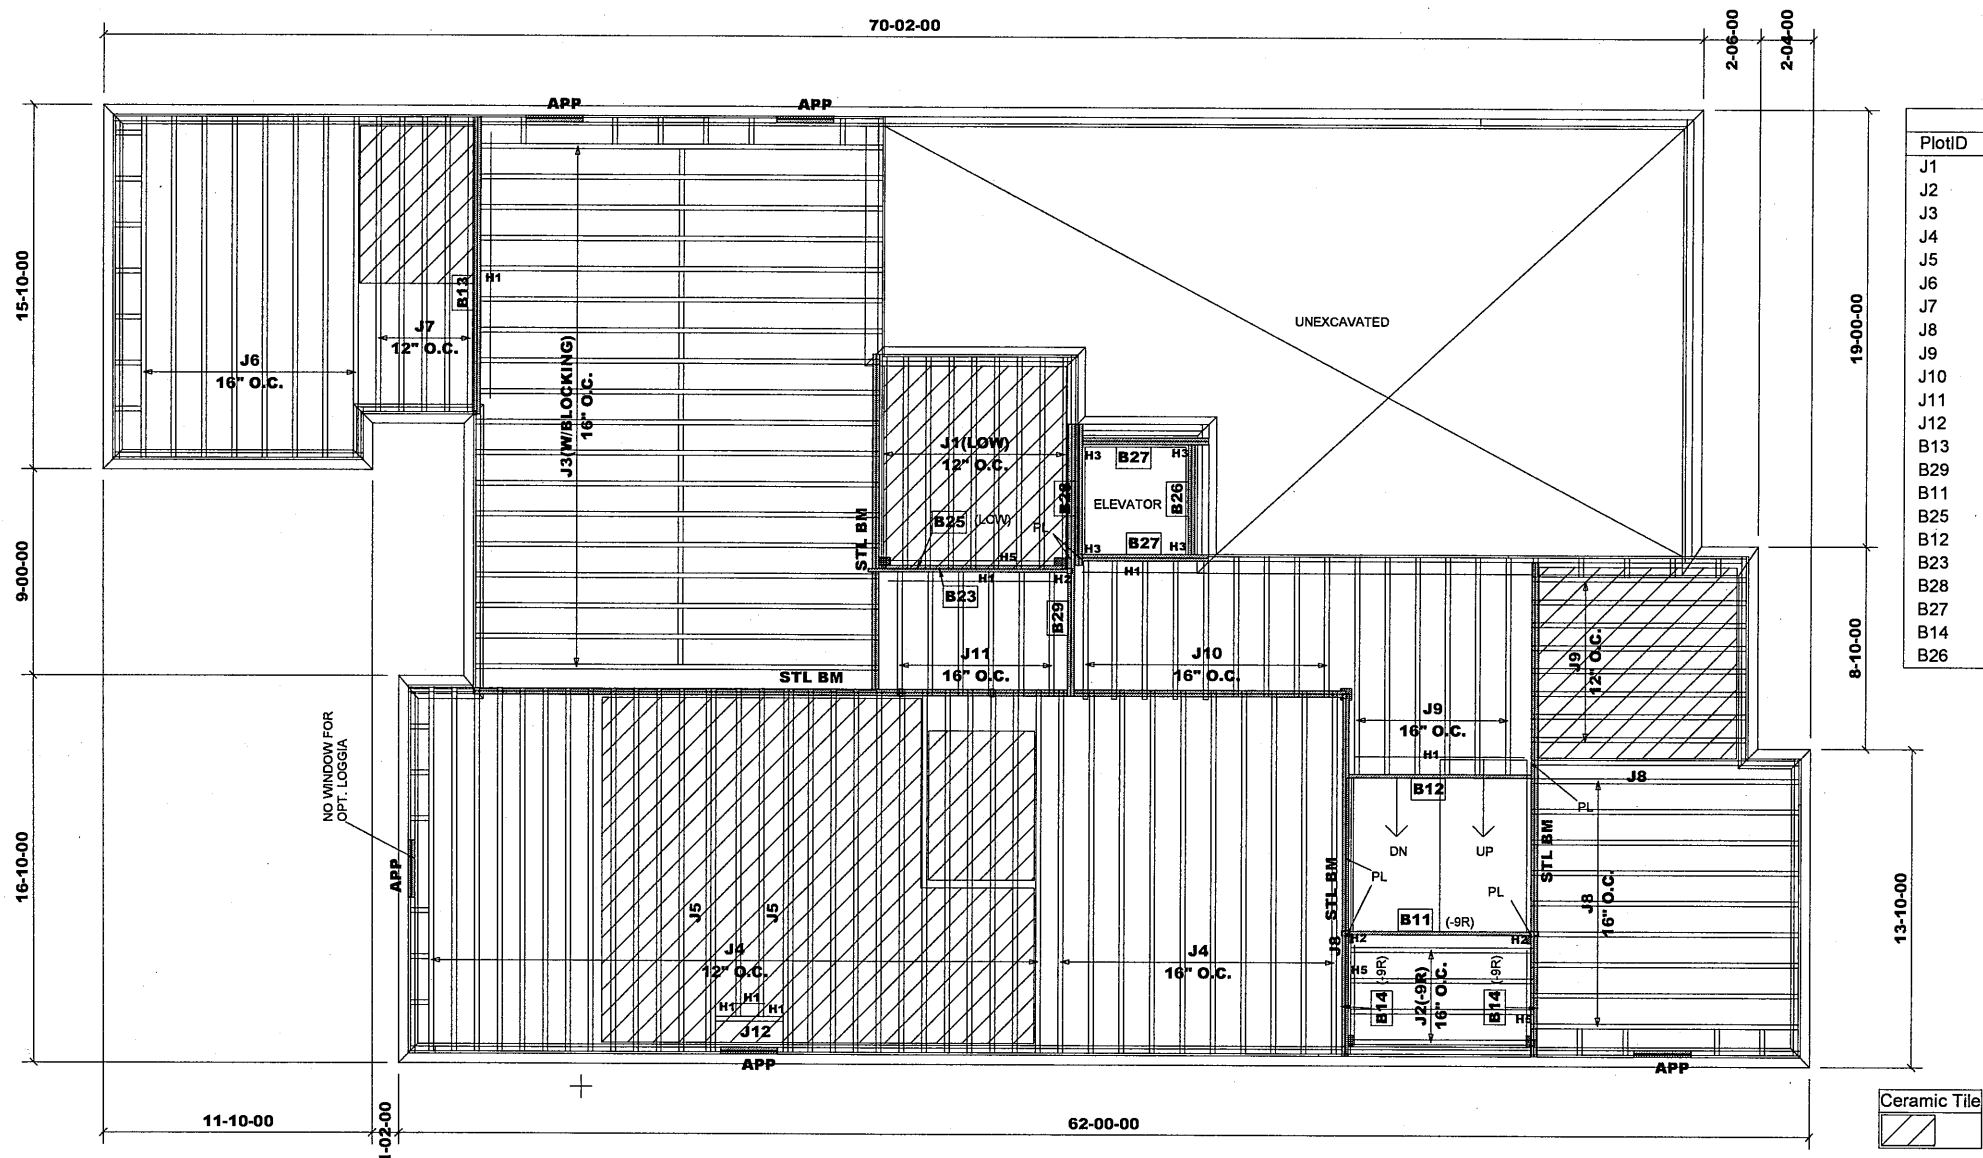 70-02-00
2-06-00
2-04-00
APP
APP
PlotID
J1
J2
J3
J4
J5
J6
J7
J8
J9
J10
J11
J12
B13
B29
B11
B25
B12
B23
B28
B27
B14
B26
15-10-00
B13
H1
J7
12" O.C.
J6
16" O.C.
J3(W/BLOCKING)
16" O.C.
UNEXCAVATED
19-00-00
J1(LOW)
12" O.C.
H3
B27
H3
B28
ELEVATOR
B26
B25
(LOW)
PL
STL BM
H3
B27
H3
H5
H1
H2
H1
B23
B29
9-00-00
J11
16" O.C.
J10
16" O.C.
J9
12" O.C.
8-10-00
STL BM
NO WINDOW FOR
OPT. LOGGIA
J9
16" O.C.
H1
B12
J8
PL
DN
UP
STL BM
PL
PL
STL BM
APP
16-10-00
J5
J5
B11
(-9R)
J8
16" O.C.
13-10-00
J4
12" O.C.
J4
16" O.C.
J8
H2
H2
H5
(-9R)
J2(-9R)
16" O.C.
(-9R)
B14
B14
H5
H1
H1
H1
J12
APP
APP
Ceramic Tile
11-10-00
1-02-00
62-00-00